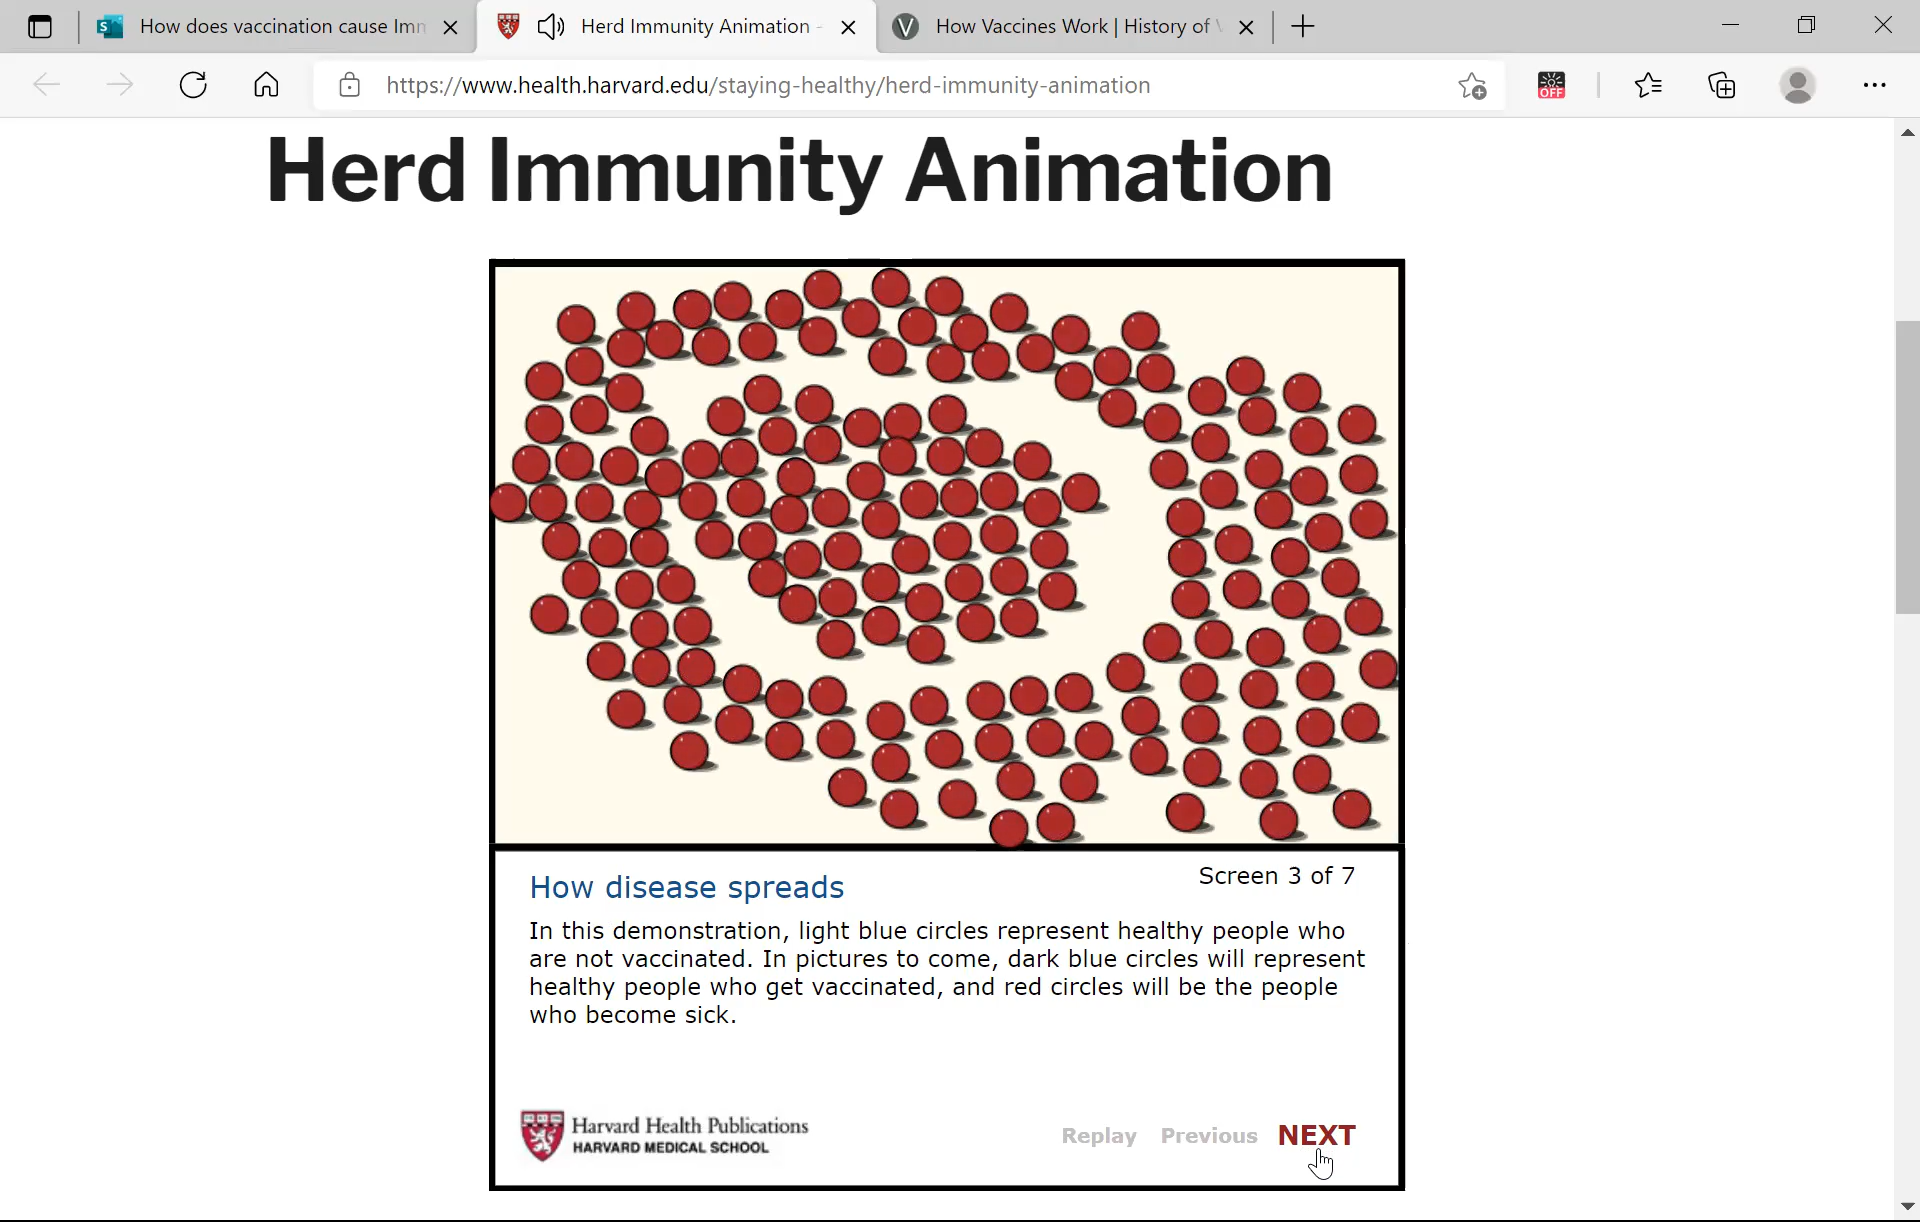 How does vaccination cause Imm
Herd Immunity Animation -
How Vaccines Work | History of V
https://www.health.harvard.edu/staying-healthy/herd-immunity-animation
OFF
Herd Immunity Animation
How disease spreads
Screen 3 of 7
In this demonstration, light blue circles represent healthy people who
are not vaccinated. In pictures to come, dark blue circles will represent
healthy people who get vaccinated, and red circles will be the people
who become sick.
Harvard Health Publications
HARVARD MEDICAL SCHOOL
Replay Previous NEXT